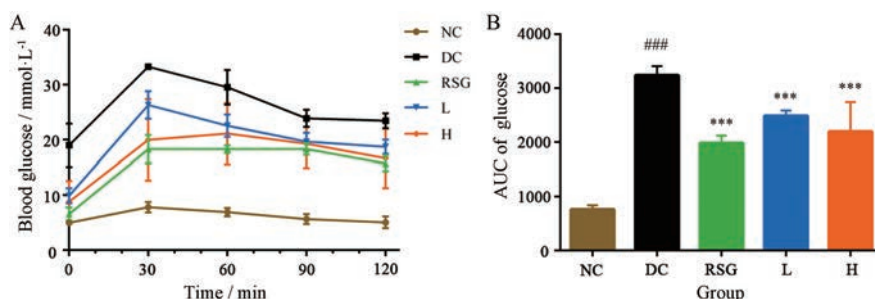 A
Blood glucose / mmol·L⁻¹
40
30
20
10
0
0 30 60 90 120
Time / min
NC
DC
RSG
L
H
B
AUC of glucose
4000
3000
2000
1000
0
###
***
***
***
NC DC RSG L H
Group